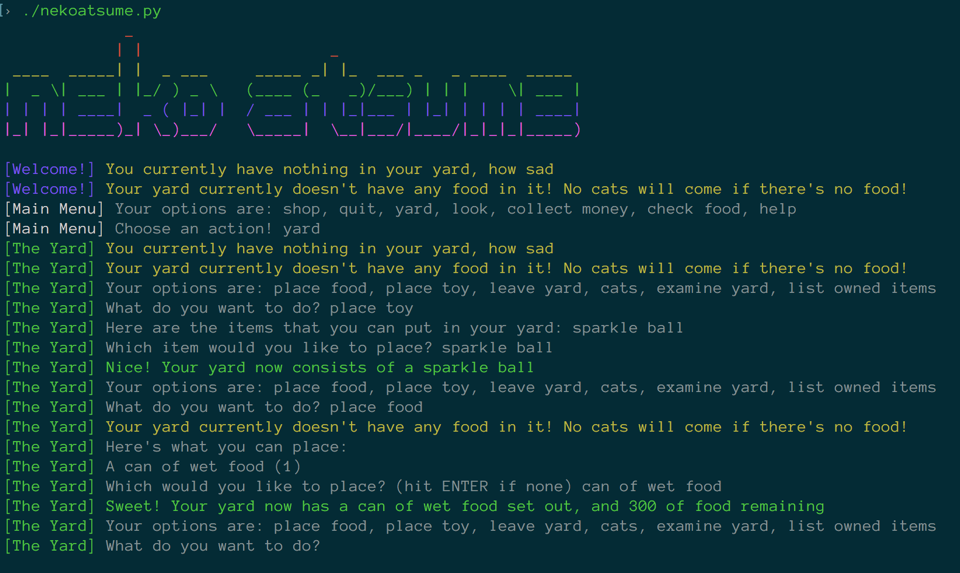 [› ./nekoatsume.py
neko atsume
[Welcome!] You currently have nothing in your yard, how sad
[Welcome!] Your yard currently doesn't have any food in it! No cats will come if there's no food!
[Main Menu] Your options are: shop, quit, yard, look, collect money, check food, help
[Main Menu] Choose an action! yard
[The Yard] You currently have nothing in your yard, how sad
[The Yard] Your yard currently doesn't have any food in it! No cats will come if there's no food!
[The Yard] Your options are: place food, place toy, leave yard, cats, examine yard, list owned items
[The Yard] What do you want to do? place toy
[The Yard] Here are the items that you can put in your yard: sparkle ball
[The Yard] Which item would you like to place? sparkle ball
[The Yard] Nice! Your yard now consists of a sparkle ball
[The Yard] Your options are: place food, place toy, leave yard, cats, examine yard, list owned items
[The Yard] What do you want to do? place food
[The Yard] Your yard currently doesn't have any food in it! No cats will come if there's no food!
[The Yard] Here's what you can place:
[The Yard] A can of wet food (1)
[The Yard] Which would you like to place? (hit ENTER if none) can of wet food
[The Yard] Sweet! Your yard now has a can of wet food set out, and 300 of food remaining
[The Yard] Your options are: place food, place toy, leave yard, cats, examine yard, list owned items
[The Yard] What do you want to do?